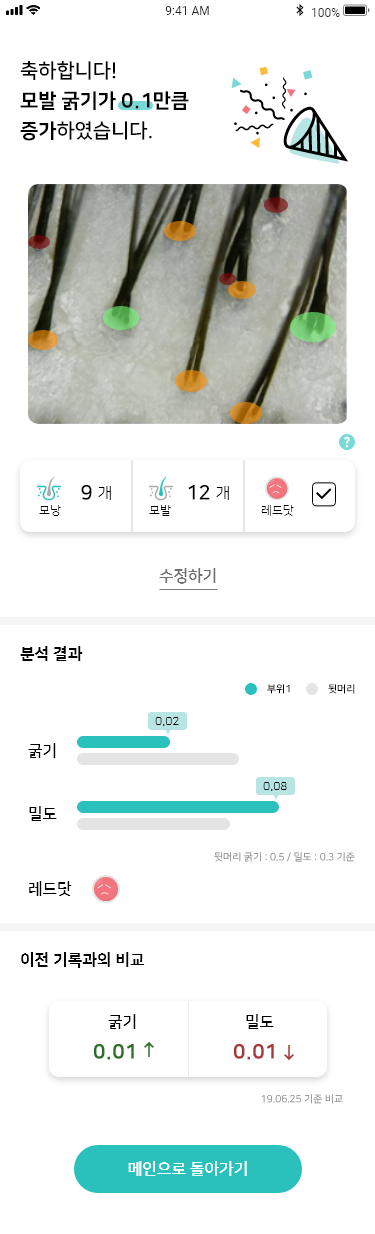 9:41 AM
100%
축하합니다!
모발 굵기가 0.1만큼
증가하였습니다.
?
9 개
모낭
12 개
모발
레드닷
수정하기
분석 결과
부위1
뒷머리
0.02
굵기
0.08
밀도
뒷머리 굵기 : 0.5 / 밀도 : 0.3 기준
레드닷
이전 기록과의 비교
굵기
밀도
0.01 ↑
0.01 ↓
19.06.25 기준 비교
메인으로 돌아가기